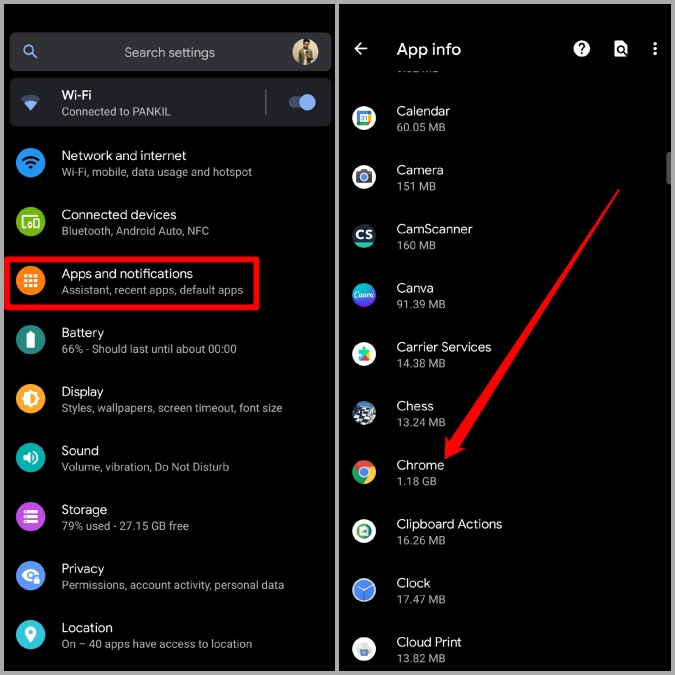 Search settings
Wi-Fi
Connected to PANKIL
Network and internet
Wi-Fi, mobile, data usage and hotspot
Connected devices
Bluetooth, Android Auto, NFC
Apps and notifications
Assistant, recent apps, default apps
Battery
66% - Should last until about 00:00
Display
Styles, wallpapers, screen timeout, font size
Sound
Volume, vibration, Do Not Disturb
Storage
79% used - 27.15 GB free
Privacy
Permissions, account activity, personal data
Location
On – 40 apps have access to location
App info
Calendar
60.05 MB
Camera
151 MB
CS
CamScanner
160 MB
Canva
Canva
91.39 MB
Carrier Services
14.38 MB
Chess
13.24 MB
Chrome
1.18 GB
Clipboard Actions
16.26 MB
Clock
17.47 MB
Cloud Print
13.82 MB